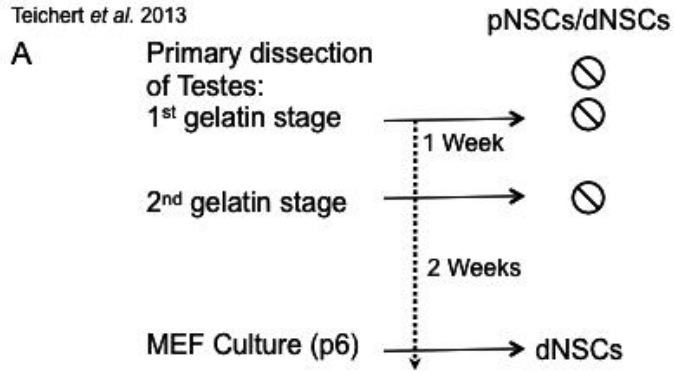 Teichert et al. 2013
pNSCs/dNSCs
A
Primary dissection
of Testes:
1st gelatin stage
1 Week
2nd gelatin stage
2 Weeks
MEF Culture (p6)
dNSCs